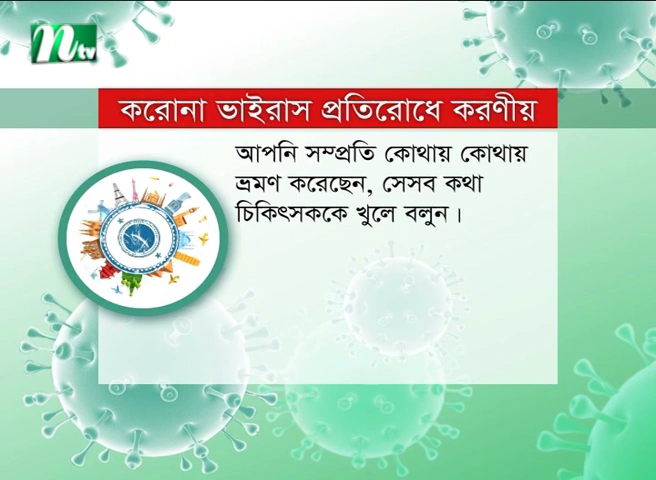 ntv
করোনা ভাইরাস প্রতিরোধে করণীয়
আপনি সম্প্রতি কোথায় কোথায়
ভ্রমণ করেছেন, সেসব কথা
চিকিৎসককে খুলে বলুন।